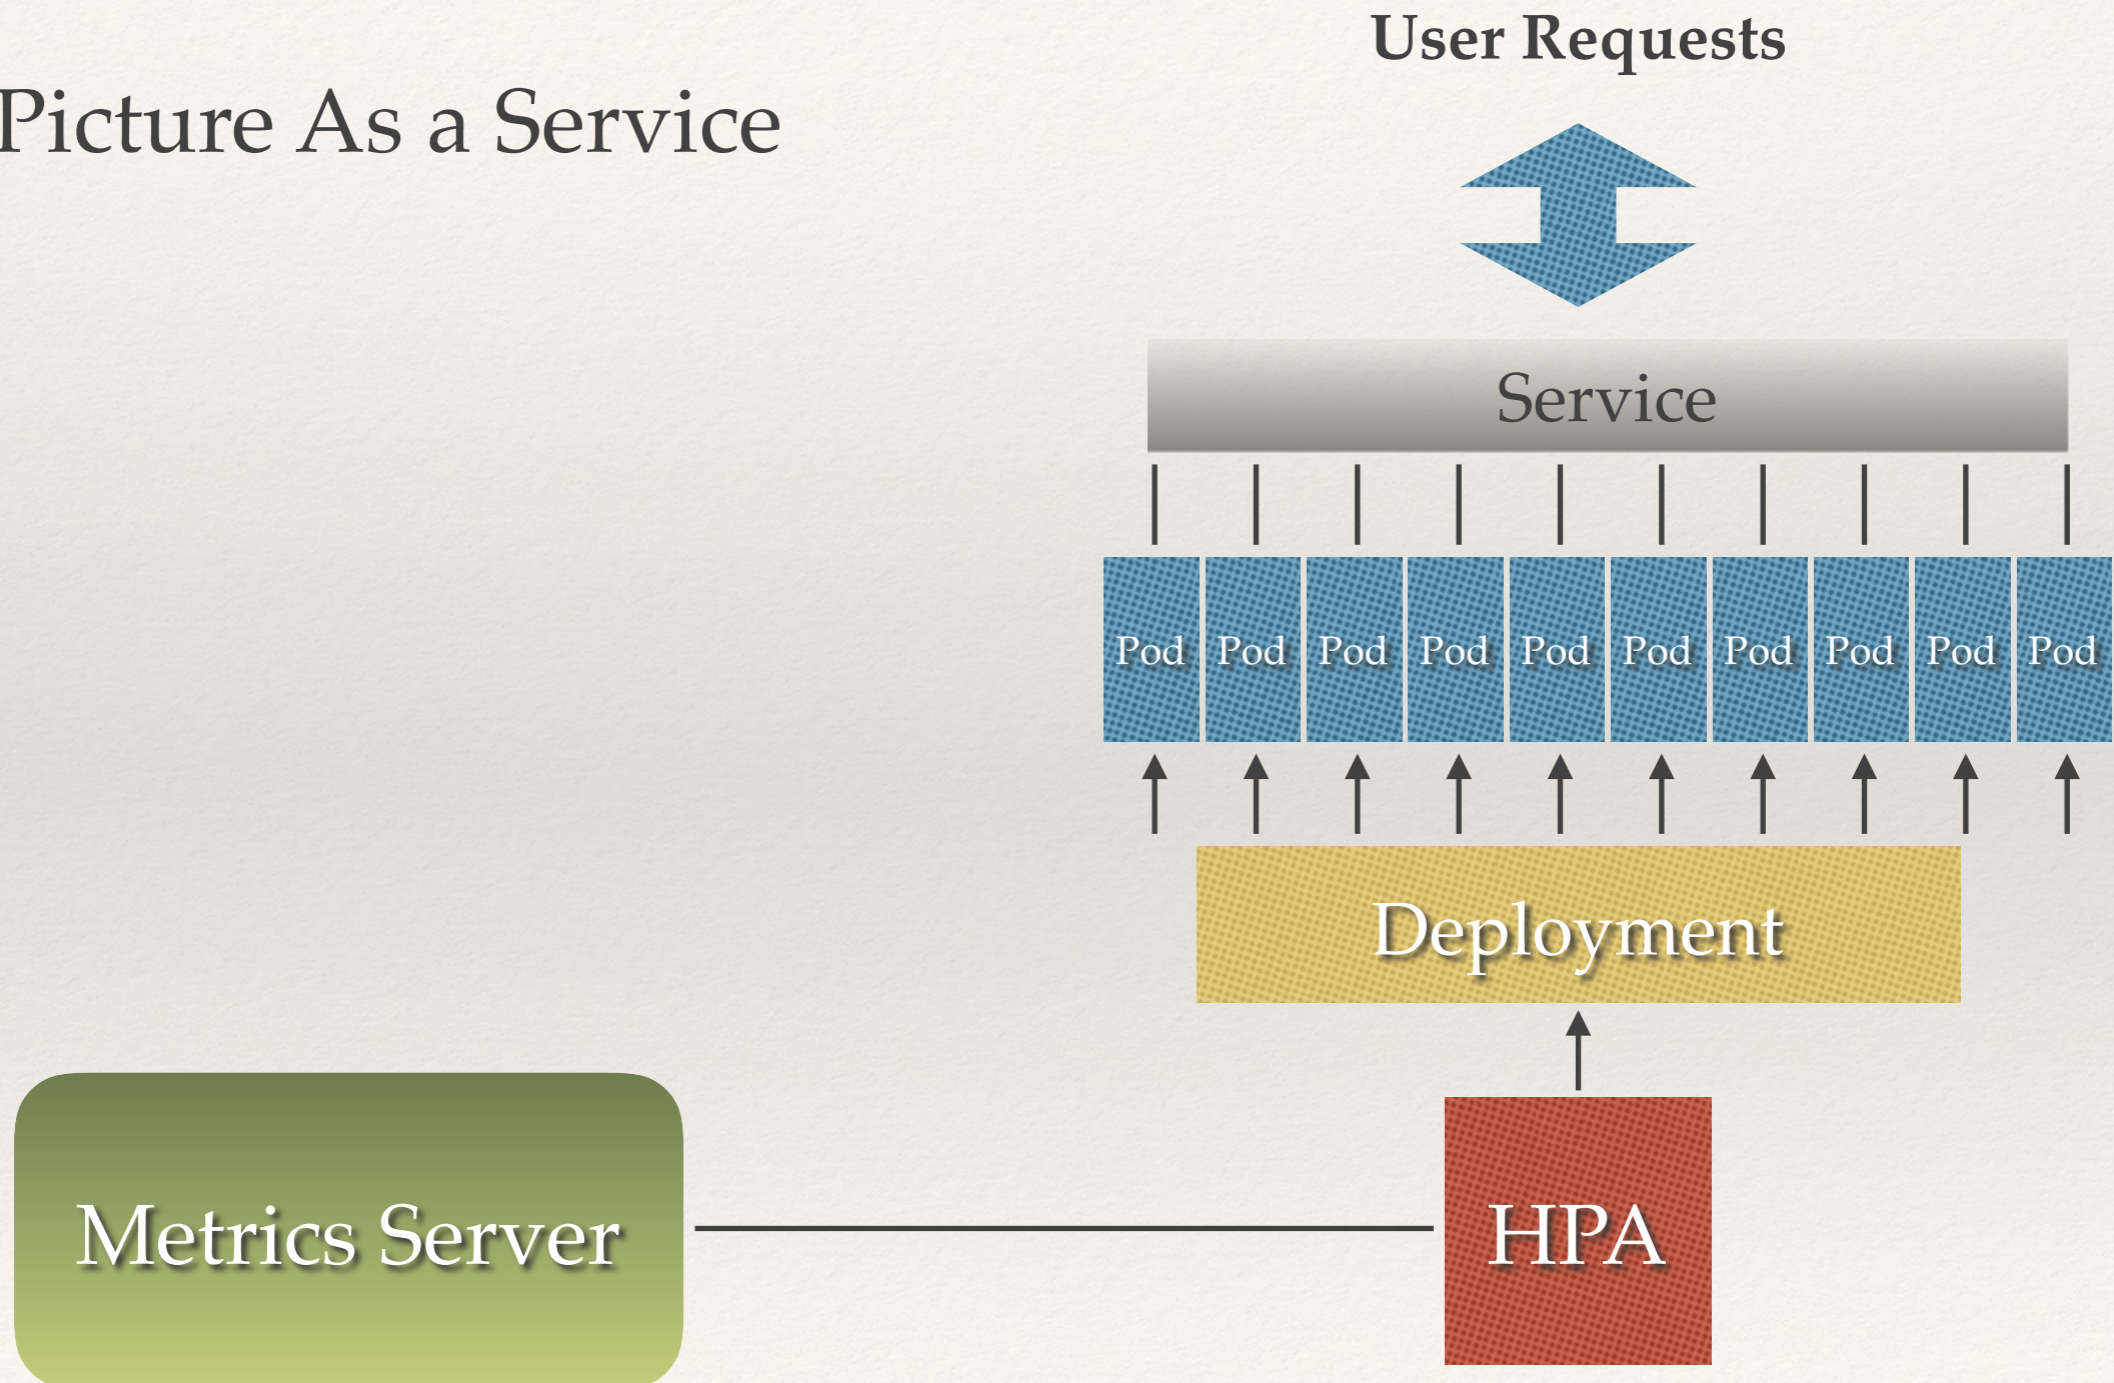 User Requests
Picture As a Service
Service
Pod Pod Pod Pod Pod Pod Pod Pod Pod Pod
Deployment
Metrics Server
HPA